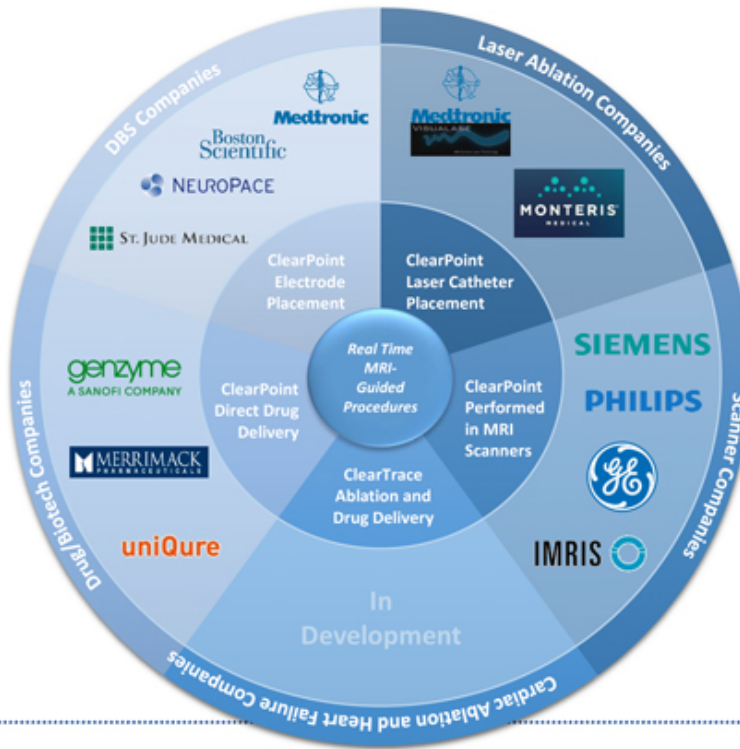 DBS Companies
Medtronic
Boston
Scientific
NEUROPACE
ST. JUDE MEDICAL
ClearPoint
Electrode
Placement
Laser Ablation Companies
Medtronic
VISUALASE
MONTERIS
MEDICAL
ClearPoint
Laser Catheter
Placement
Real Time
MRI-
Guided
Procedures
Scanner Companies
SIEMENS
PHILIPS
GE
IMRIS
ClearPoint
Performed
in MRI
Scanners
Drug/Biotech Companies
genzyme
A SANOFI COMPANY
MERRIMACK
PHARMACEUTICALS
uniQure
ClearPoint
Direct Drug
Delivery
ClearTrace
Ablation and
Drug Delivery
In
Development
Cardiac Ablation and Heart Failure Companies